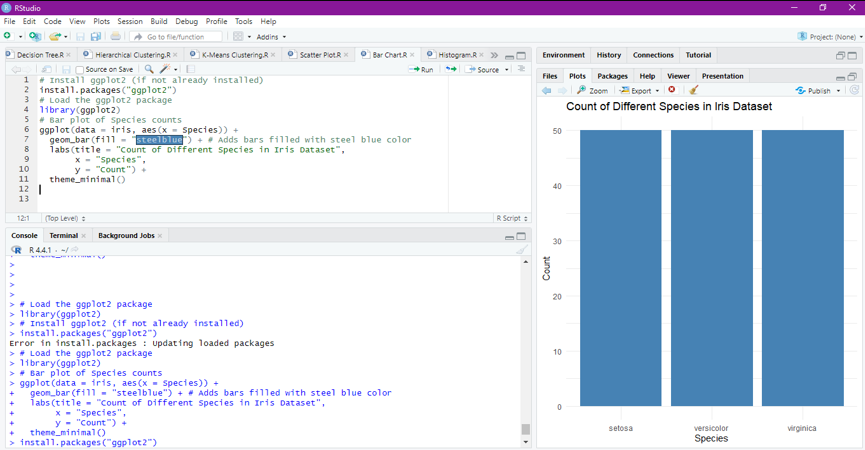 RStudio
File Edit Code View Plots Session Build Debug Profile Tools Help
Go to file/function Addins Project: (None)
Decision Tree.R Hierarchical Clustering.R K-Means Clustering.R Scatter Plot.R Bar Chart.R Histogram.R
Source on Save Run Source
1 # Install ggplot2 (if not already installed)
2 install.packages("ggplot2")
3 # Load the ggplot2 package
4 library(ggplot2)
5 # Bar plot of Species counts
6 ggplot(data = iris, aes(x = Species)) +
7 geom_bar(fill = "steelblue") + # Adds bars filled with steel blue color
8 labs(title = "Count of Different Species in Iris Dataset",
9 x = "Species",
10 y = "Count") +
11 theme_minimal()
12
13
12:1 (Top Level) R Script
Console Terminal Background Jobs
R 4.4.1 · ~/
+ theme_minimal()
>
>
>
>
> # Load the ggplot2 package
> library(ggplot2)
> # Install ggplot2 (if not already installed)
> install.packages("ggplot2")
Error in install.packages : Updating loaded packages
> # Load the ggplot2 package
> library(ggplot2)
> # Bar plot of Species counts
> ggplot(data = iris, aes(x = Species)) +
+ geom_bar(fill = "steelblue") + # Adds bars filled with steel blue color
+ labs(title = "Count of Different Species in Iris Dataset",
+ x = "Species",
+ y = "Count") +
+ theme_minimal()
> install.packages("ggplot2")
Environment History Connections Tutorial
Files Plots Packages Help Viewer Presentation
Zoom Export Publish
Count of Different Species in Iris Dataset
50
40
30
Count
20
10
0
setosa versicolor virginica
Species